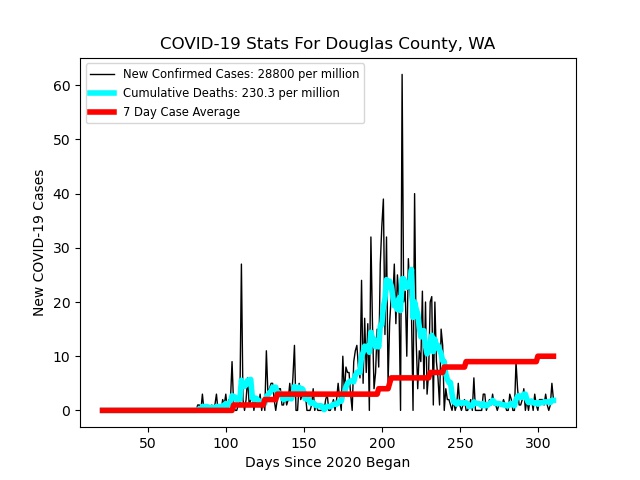 COVID-19 Stats For Douglas County, WA
New Confirmed Cases: 28800 per million
Cumulative Deaths: 230.3 per million
7 Day Case Average
60
50
40
30
20
10
0
New COVID-19 Cases
50 100 150 200 250 300
Days Since 2020 Began